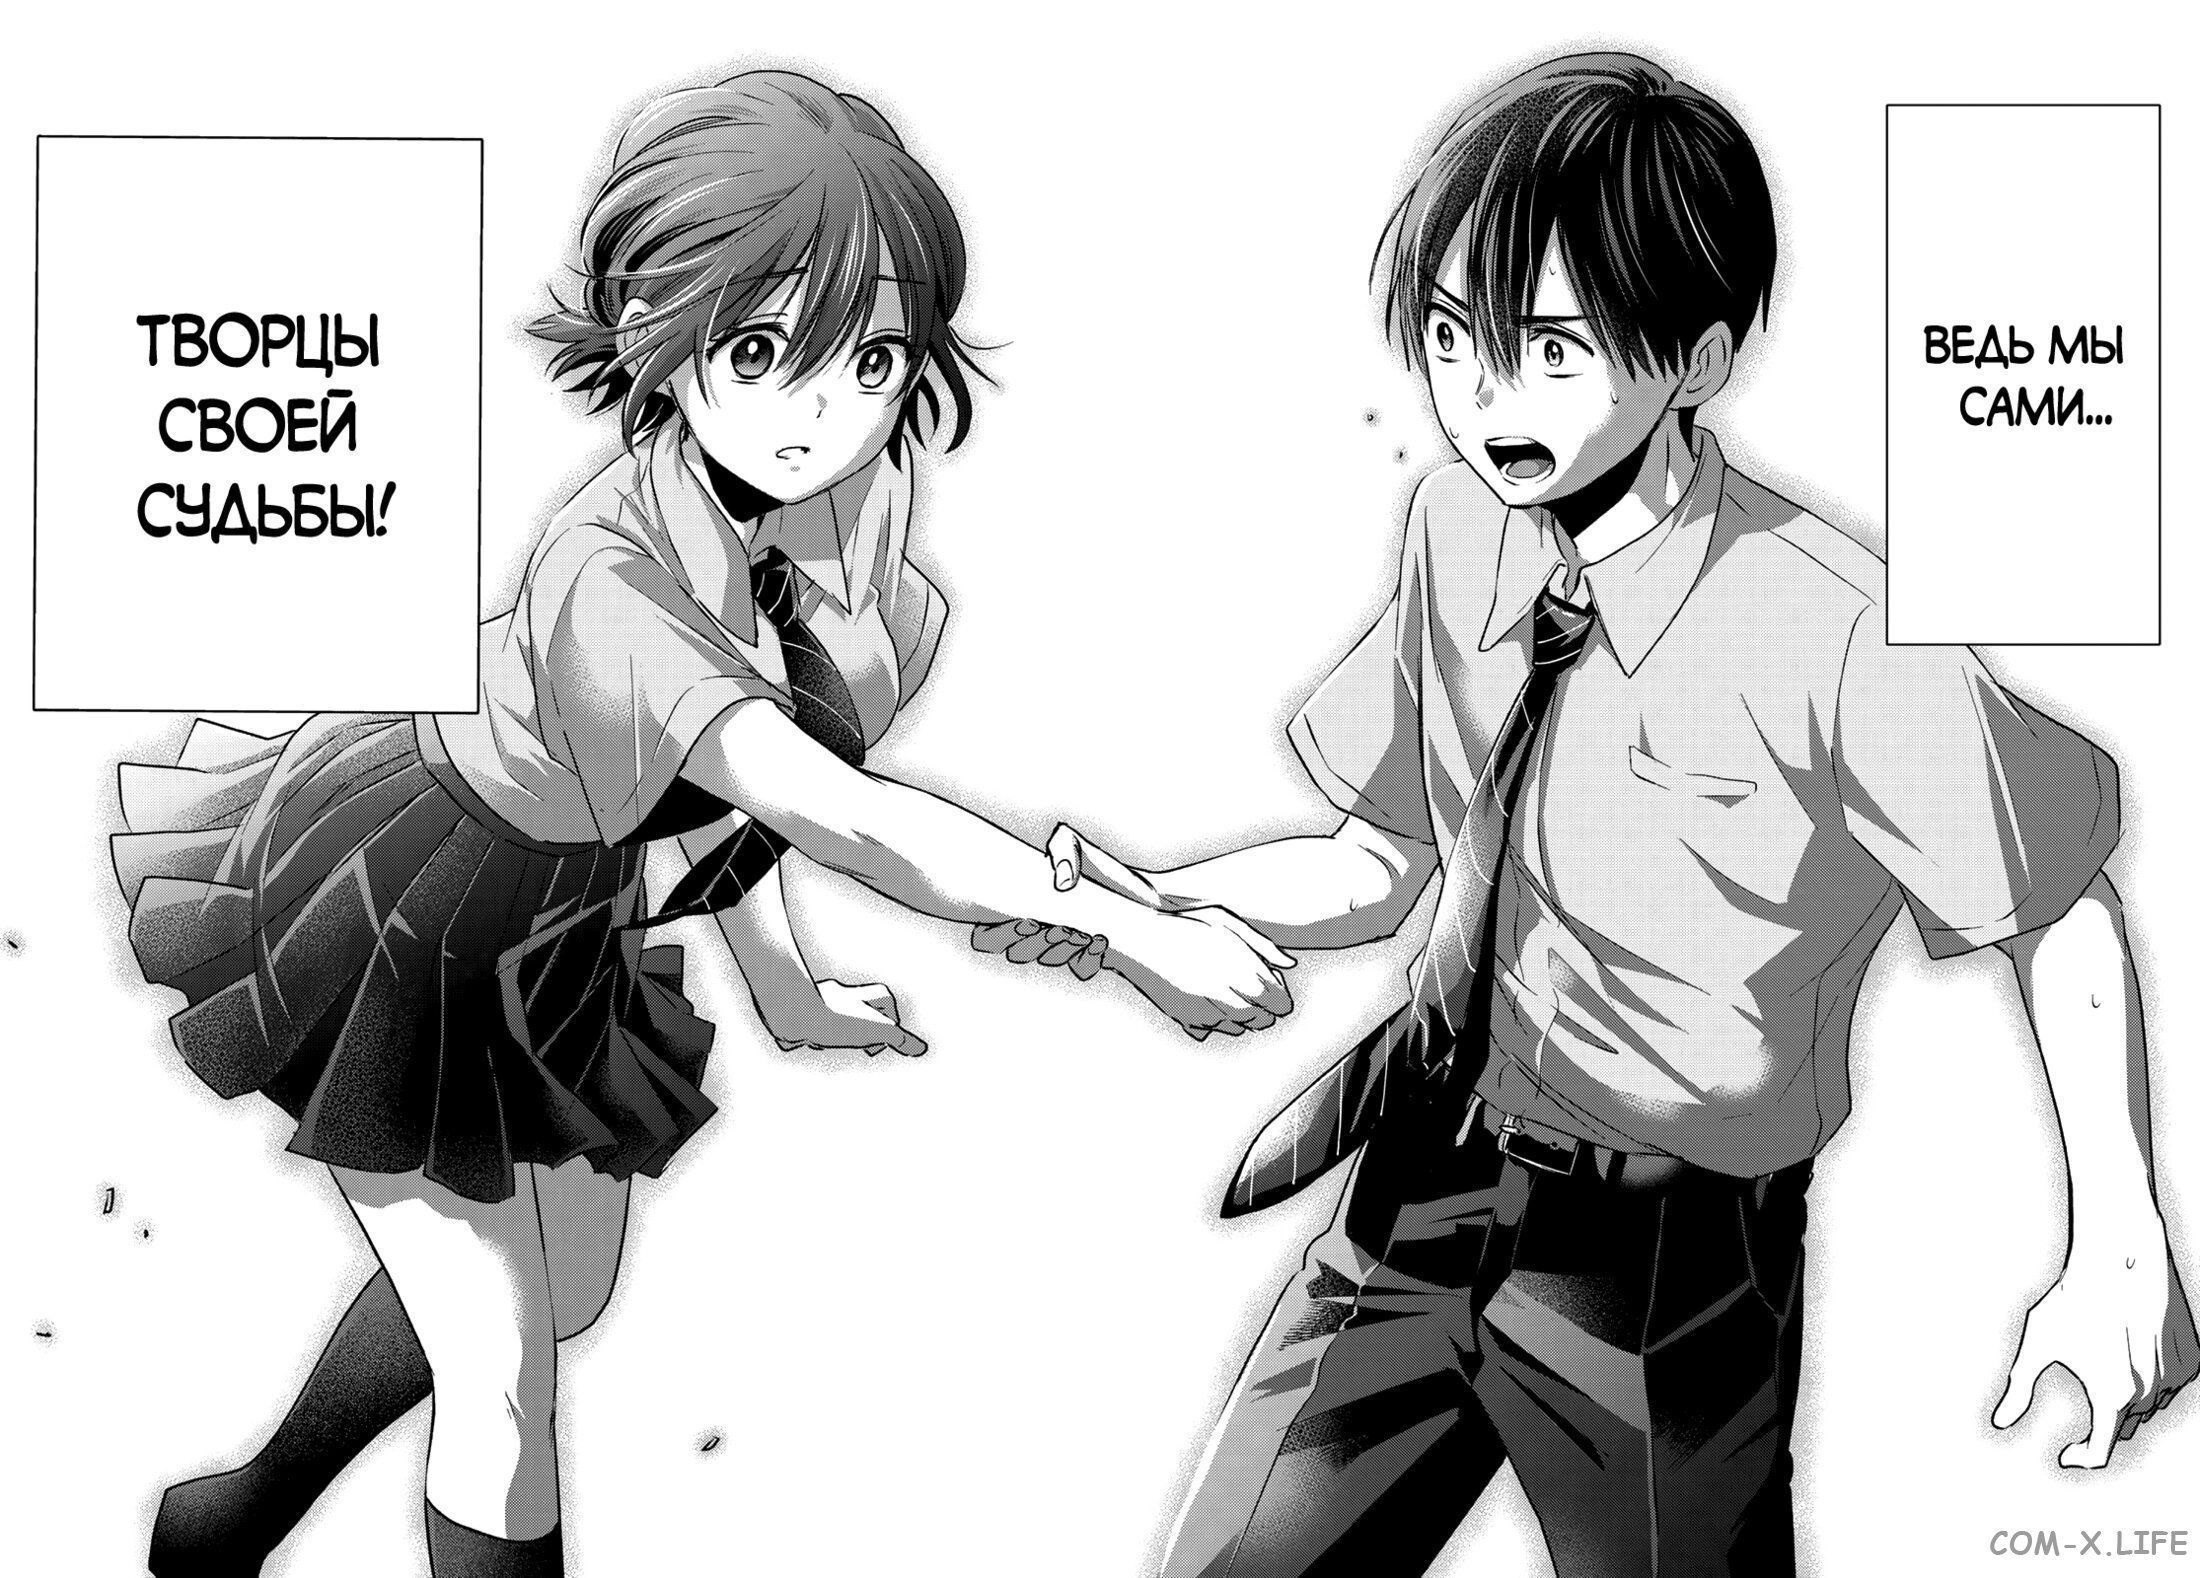 ВЕДЬ МЫ
САМИ...
ТВОРЦЫ
СВОЕЙ
СУДЬБЫ!
COM-X.LIFE